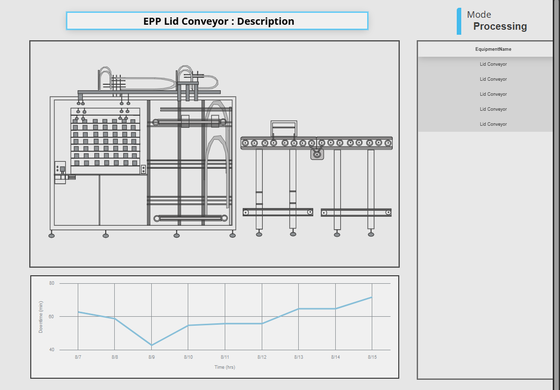 EPP Lid Conveyor : Description
Mode
Processing
EquipmentName
Lid Conveyor
Lid Conveyor
Lid Conveyor
Lid Conveyor
Lid Conveyor
80
60
40
Downtime (min)
8/7
8/8
8/9
8/10
8/11
8/12
8/13
8/14
8/15
Time (hrs)